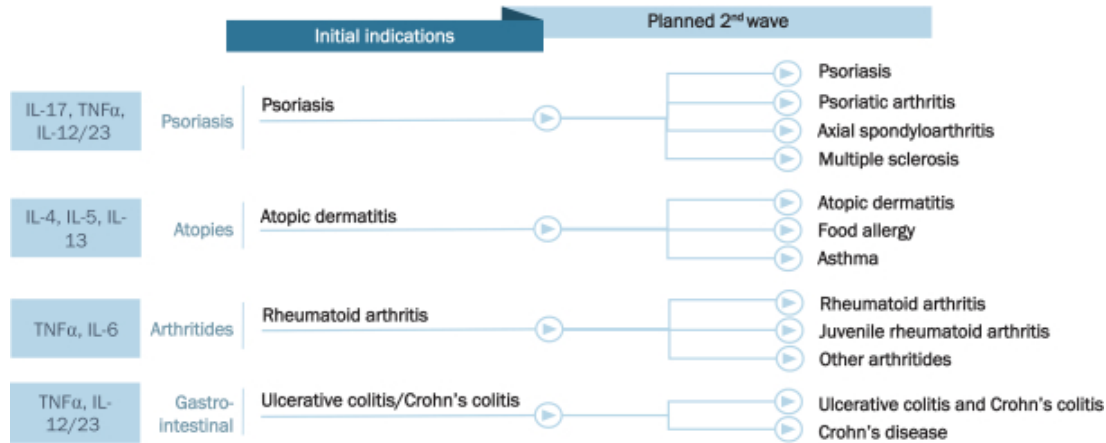 Initial indications
Planned 2nd wave
IL-17, TNFα,
IL-12/23
Psoriasis
Psoriasis
Psoriasis
Psoriatic arthritis
Axial spondyloarthritis
Multiple sclerosis
IL-4, IL-5, IL-
13
Atopies
Atopic dermatitis
Atopic dermatitis
Food allergy
Asthma
TNFα, IL-6
Arthritides
Rheumatoid arthritis
Rheumatoid arthritis
Juvenile rheumatoid arthritis
Other arthritides
TNFα, IL-
12/23
Gastro-
intestinal
Ulcerative colitis/Crohn's colitis
Ulcerative colitis and Crohn's colitis
Crohn's disease